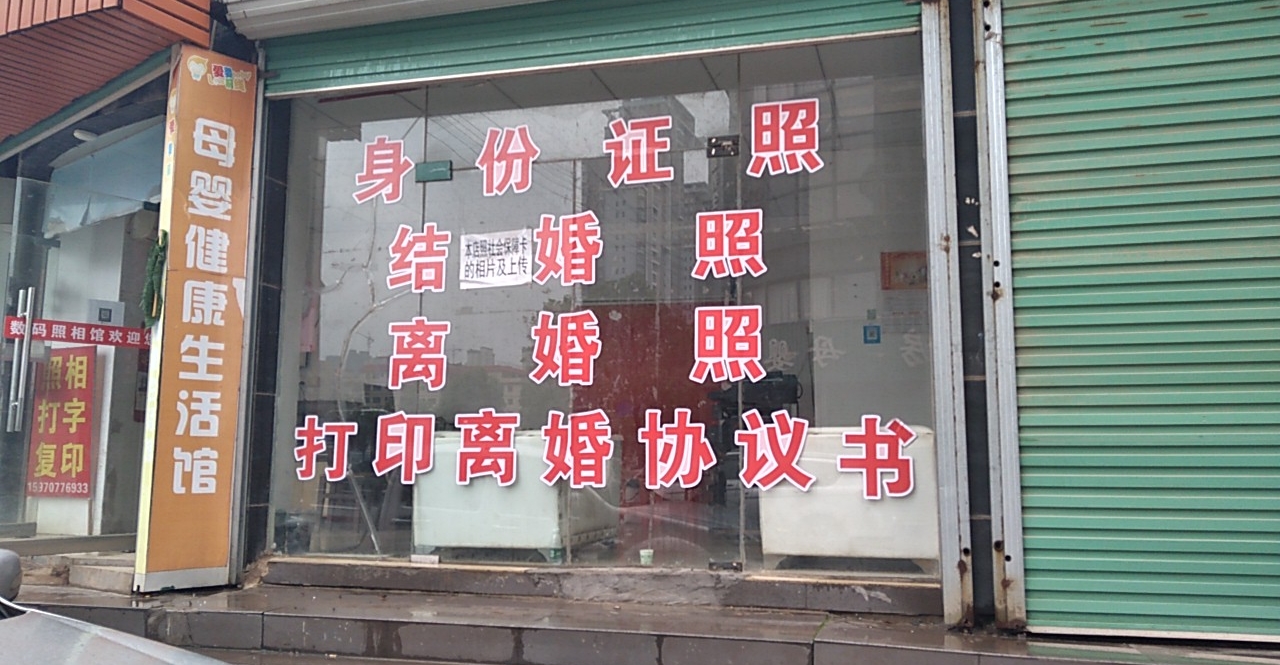 母婴健康生活馆
数码照相馆欢迎您
照相
打字
复印
15970776933
身份证照
结婚照
本店照社会保障卡
的相片及上传
离婚照
打印离婚协议书